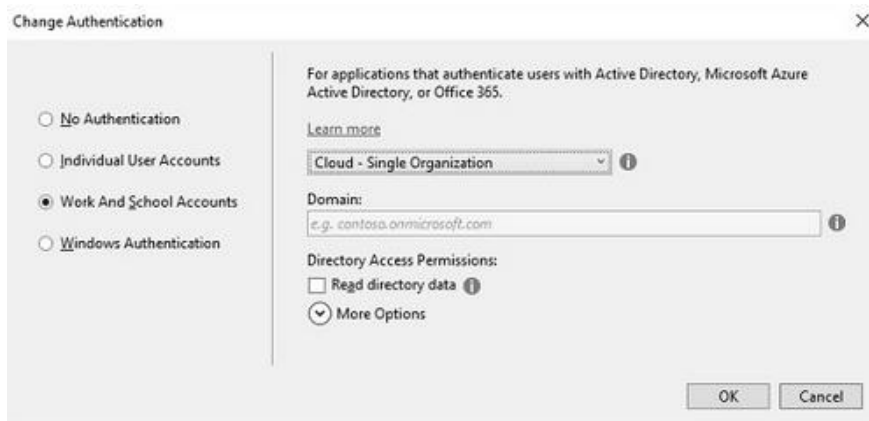 Change Authentication
No Authentication
Individual User Accounts
Work And School Accounts
Windows Authentication
For applications that authenticate users with Active Directory, Microsoft Azure
Active Directory, or Office 365.
Learn more
Cloud - Single Organization
Domain:
e.g. contoso.onmicrosoft.com
Directory Access Permissions:
Read directory data
More Options
OK
Cancel